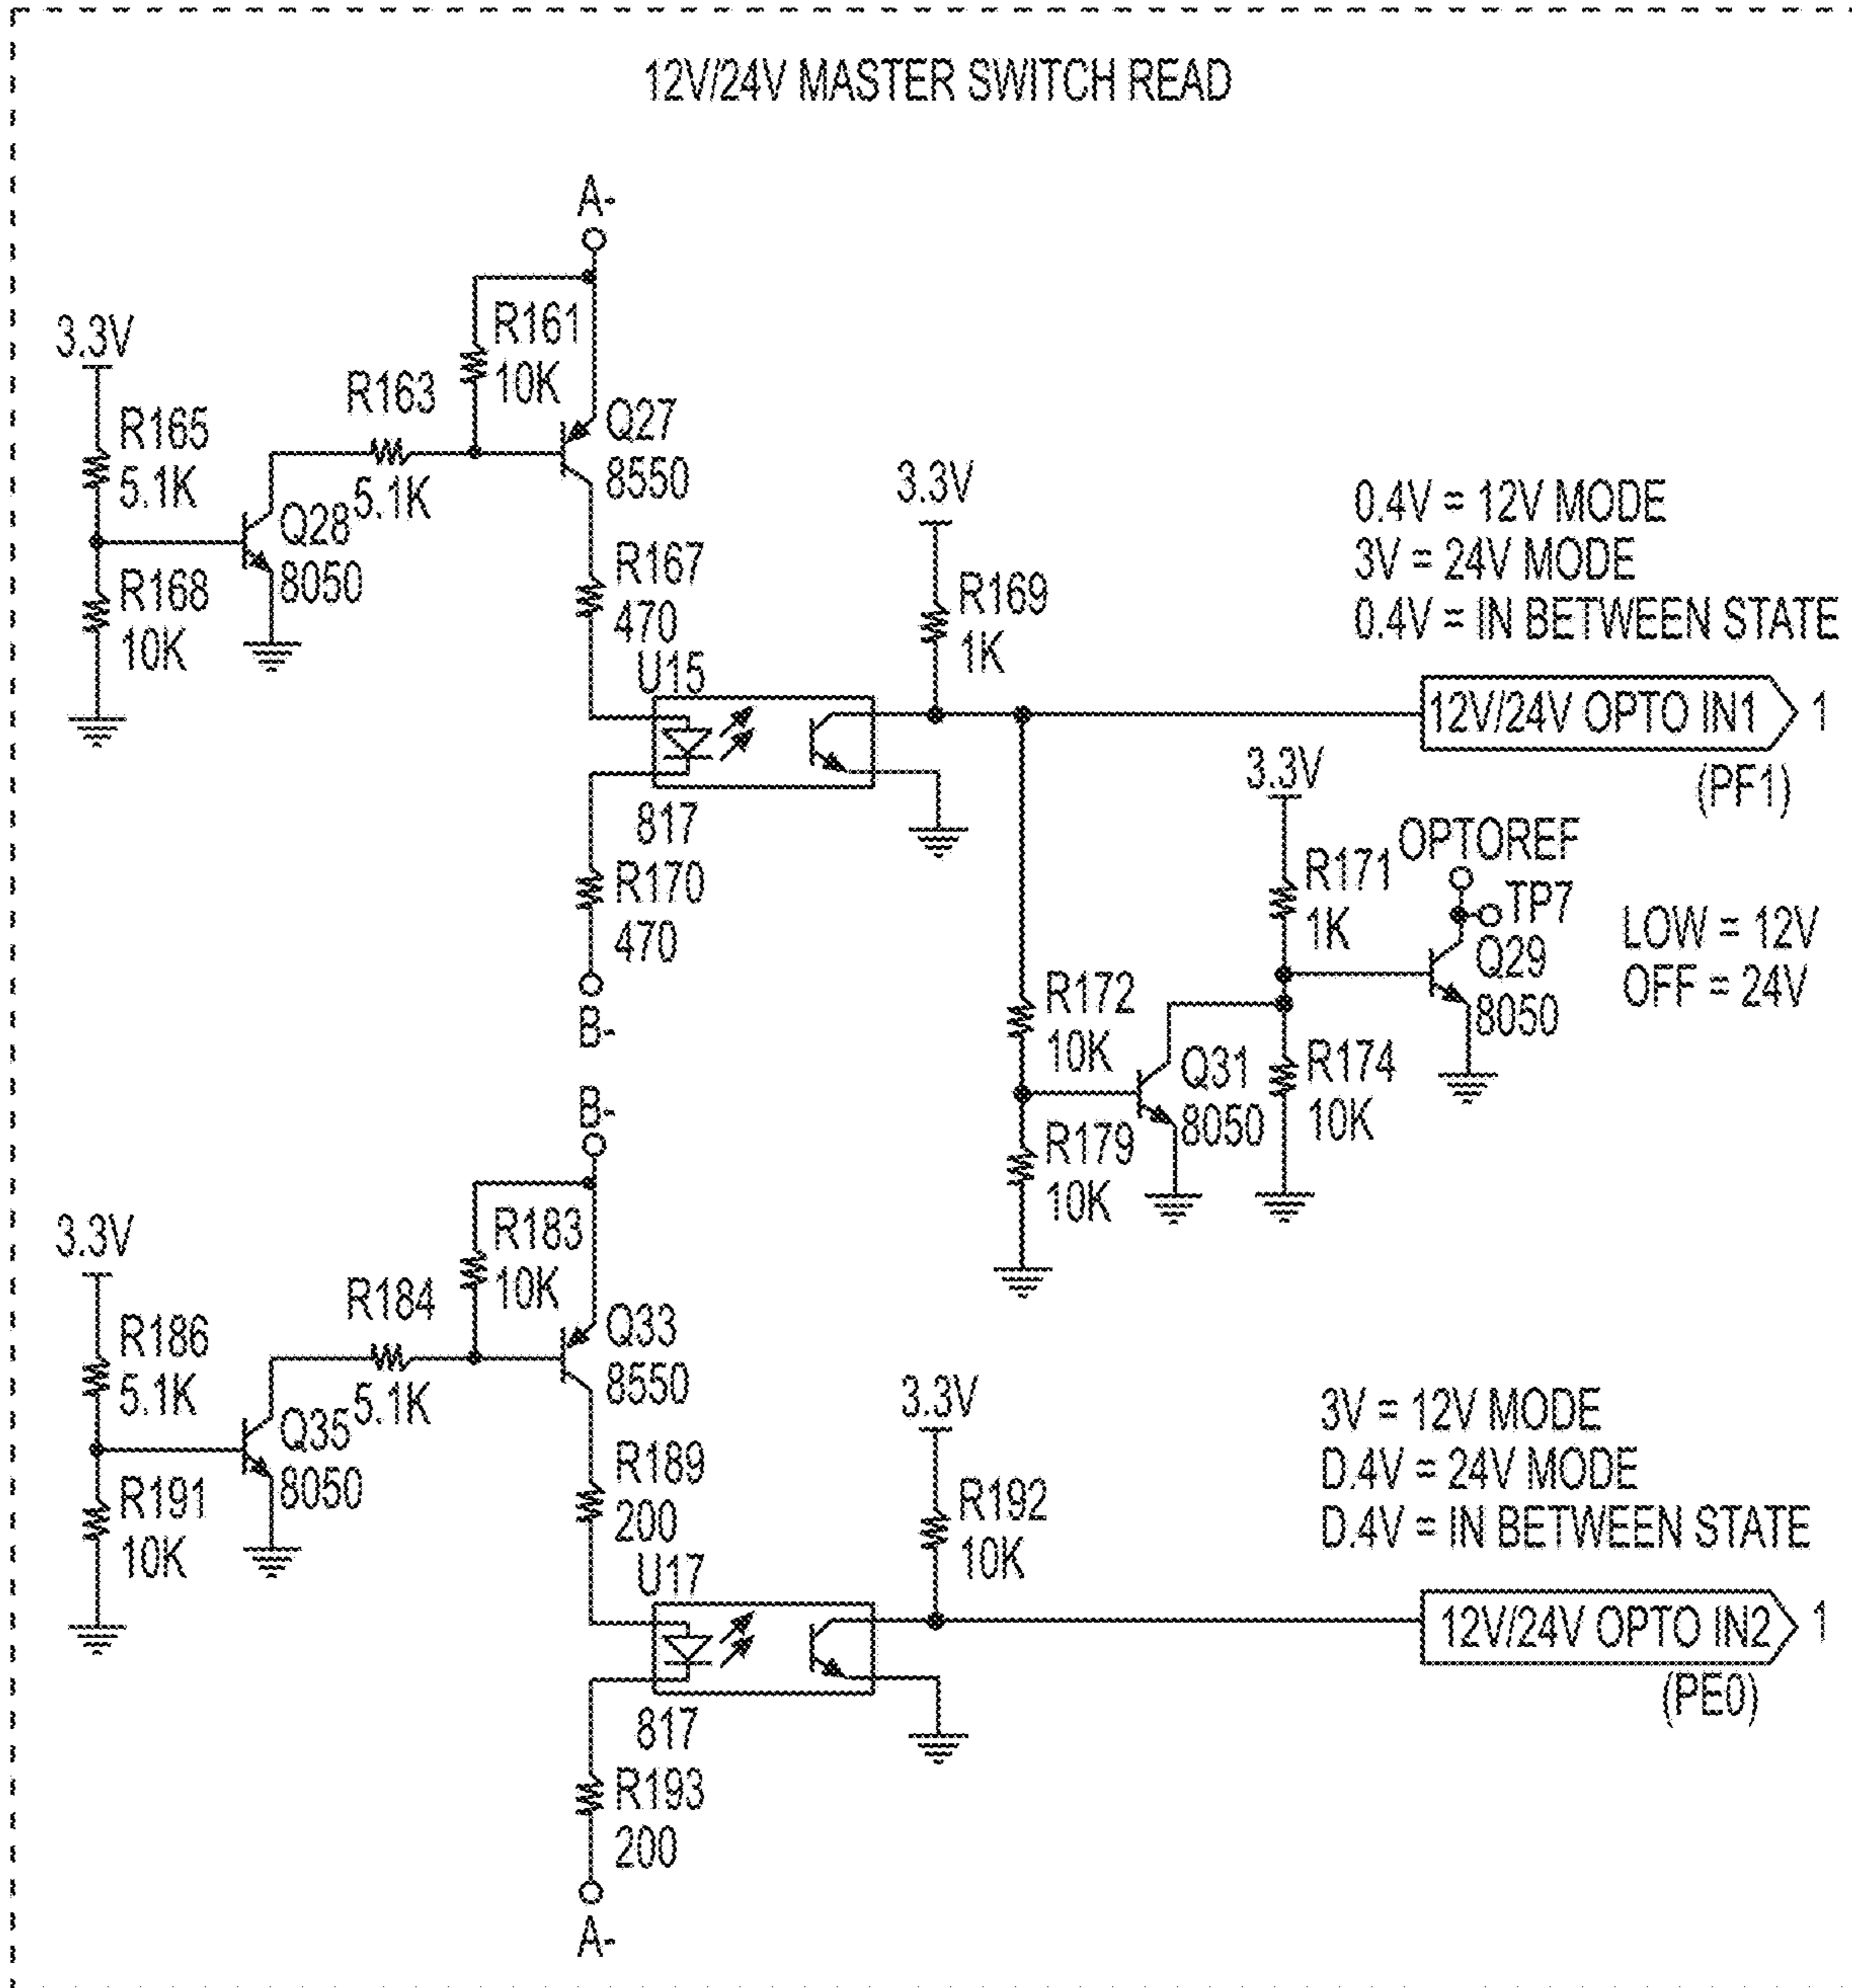 12V/24V MASTER SWITCH READ
A-
3.3V
R161
10K
R163
5.1K
R165
5.1K
Q27
8550
Q28
8050
R168
10K
R167
470
3.3V
R169
1K
0.4V = 12V MODE
3V = 24V MODE
0.4V = IN BETWEEN STATE
U15
817
12V/24V OPTO IN1
1
(PF1)
R170
470
B-
3.3V
R171
1K
OPTOREF
TP7
Q29
8050
LOW = 12V
OFF = 24V
R172
10K
Q31
8050
R174
10K
R179
10K
B-
3.3V
R183
10K
R184
5.1K
R186
5.1K
Q33
8550
Q35
8050
R191
10K
R189
200
3.3V
R192
10K
3V = 12V MODE
D.4V = 24V MODE
D.4V = IN BETWEEN STATE
U17
817
12V/24V OPTO IN2
1
(PE0)
R193
200
A-